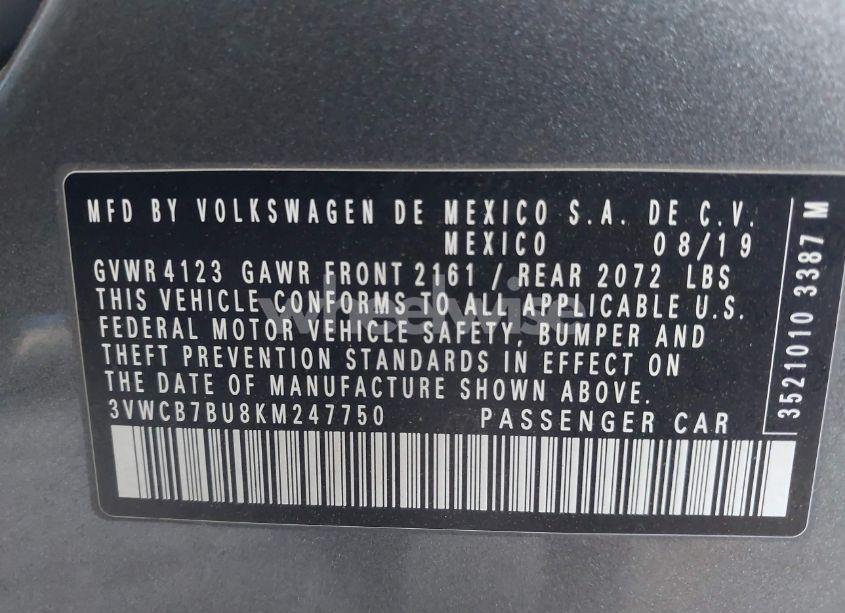 MFD BY VOLKSWAGEN DE MEXICO S.A. DE C.V.
MEXICO 08/19
GVWR 4123 GAWR FRONT 2161 / REAR 2072 LBS
THIS VEHICLE CONFORMS TO ALL APPLICABLE U.S.
FEDERAL MOTOR VEHICLE SAFETY, BUMPER AND
THEFT PREVENTION STANDARDS IN EFFECT ON
THE DATE OF MANUFACTURE SHOWN ABOVE.
3VWCB7BU8KM247750 PASSENGER CAR
3521010 3387 M
wheelwise